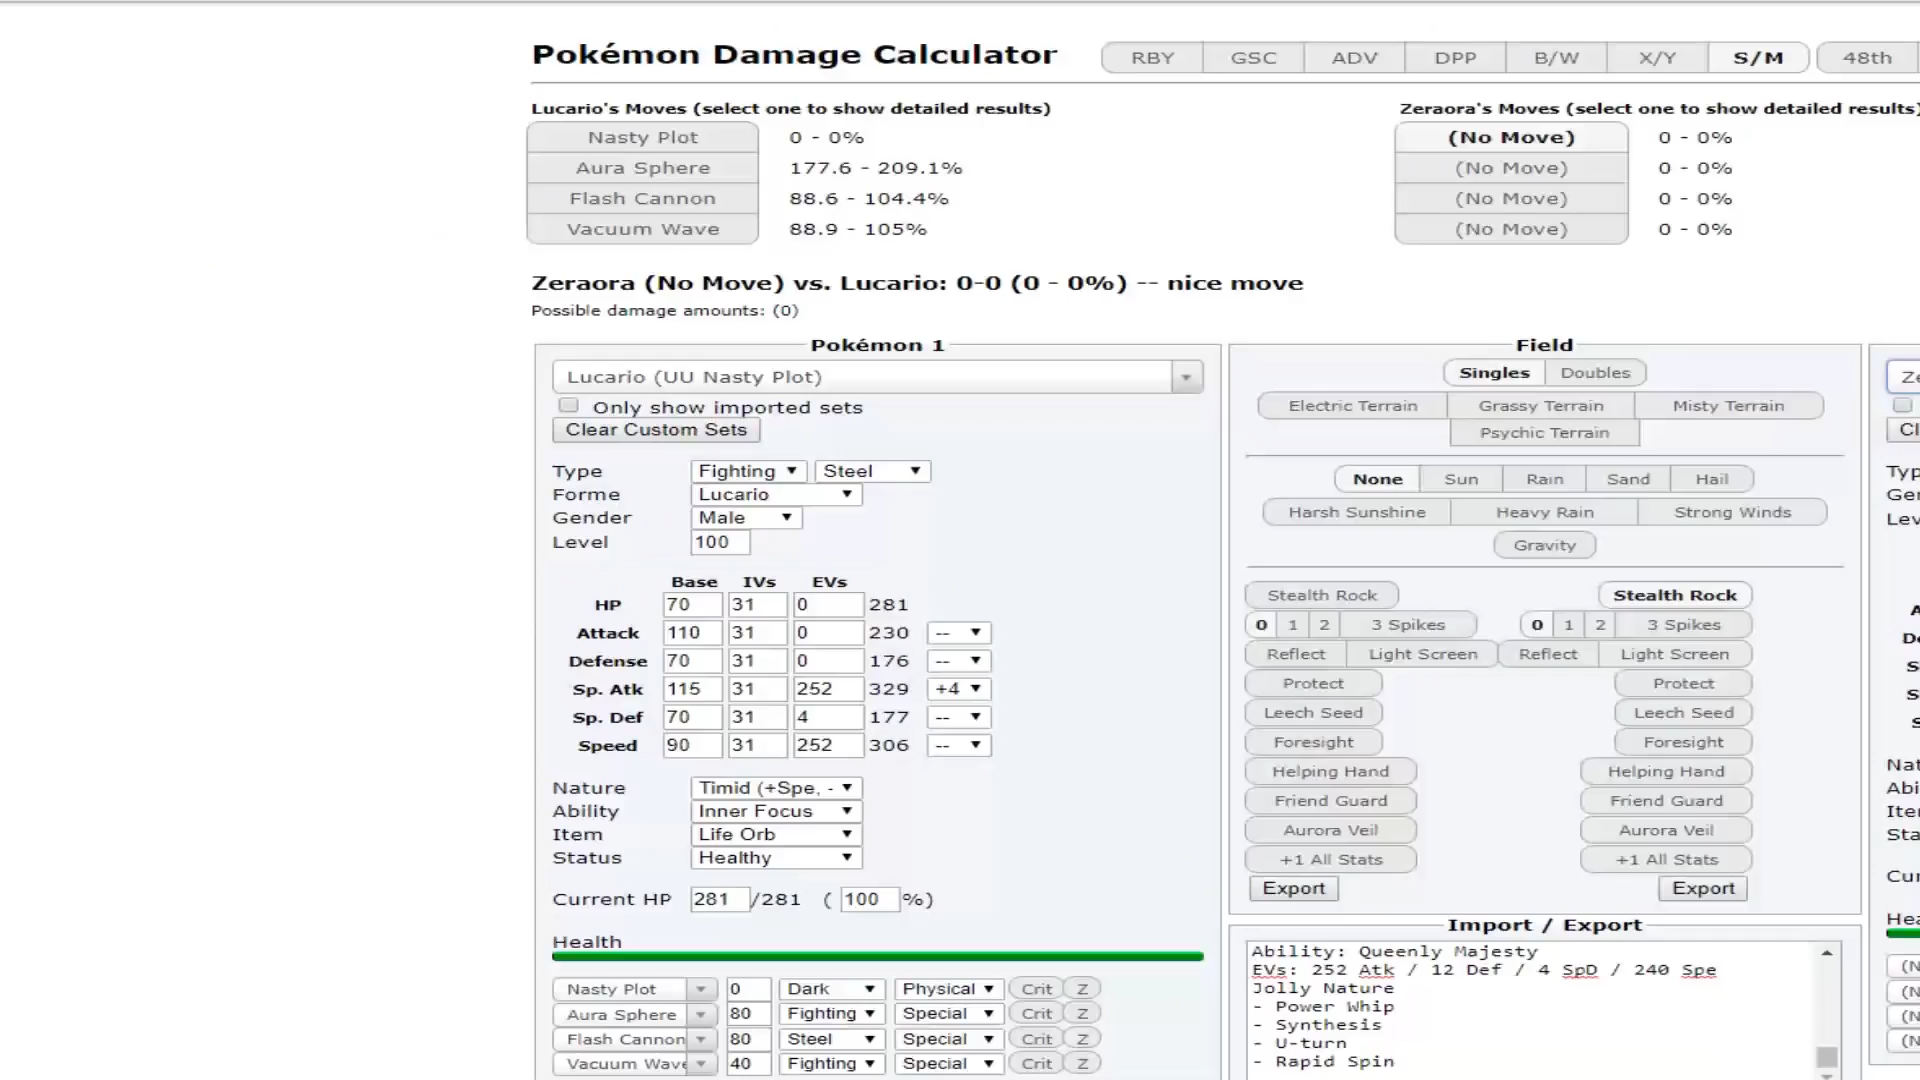 Pokémon Damage Calculator
RBY GSC ADV DPP B/W X/Y S/M 48th
Lucario's Moves (select one to show detailed results)
Nasty Plot 0 - 0%
Aura Sphere 177.6 - 209.1%
Flash Cannon 88.6 - 104.4%
Vacuum Wave 88.9 - 105%
Zeraora's Moves (select one to show detailed results)
(No Move) 0 - 0%
(No Move) 0 - 0%
(No Move) 0 - 0%
(No Move) 0 - 0%
Zeraora (No Move) vs. Lucario: 0-0 (0 - 0%) -- nice move
Possible damage amounts: (0)
Pokémon 1
Lucario (UU Nasty Plot)
Only show imported sets
Clear Custom Sets
Type Fighting Steel
Forme Lucario
Gender Male
Level 100
Base IVs EVs
HP 70 31 0 281
Attack 110 31 0 230 --
Defense 70 31 0 176 --
Sp. Atk 115 31 252 329 +4
Sp. Def 70 31 4 177 --
Speed 90 31 252 306 --
Nature Timid (+Spe, -
Ability Inner Focus
Item Life Orb
Status Healthy
Current HP 281 /281 ( 100 %)
Health
Nasty Plot 0 Dark Physical Crit Z
Aura Sphere 80 Fighting Special Crit Z
Flash Cannon 80 Steel Special Crit Z
Vacuum Wave 40 Fighting Special Crit Z
Field
Singles Doubles
Electric Terrain Grassy Terrain Misty Terrain
Psychic Terrain
None Sun Rain Sand Hail
Harsh Sunshine Heavy Rain Strong Winds
Gravity
Stealth Rock Stealth Rock
0 1 2 3 Spikes 0 1 2 3 Spikes
Reflect Light Screen Reflect Light Screen
Protect Protect
Leech Seed Leech Seed
Foresight Foresight
Helping Hand Helping Hand
Friend Guard Friend Guard
Aurora Veil Aurora Veil
+1 All Stats +1 All Stats
Export Export
Import / Export
Ability: Queenly Majesty
EVs: 252 Atk / 12 Def / 4 SpD / 240 Spe
Jolly Nature
- Power Whip
- Synthesis
- U-turn
- Rapid Spin